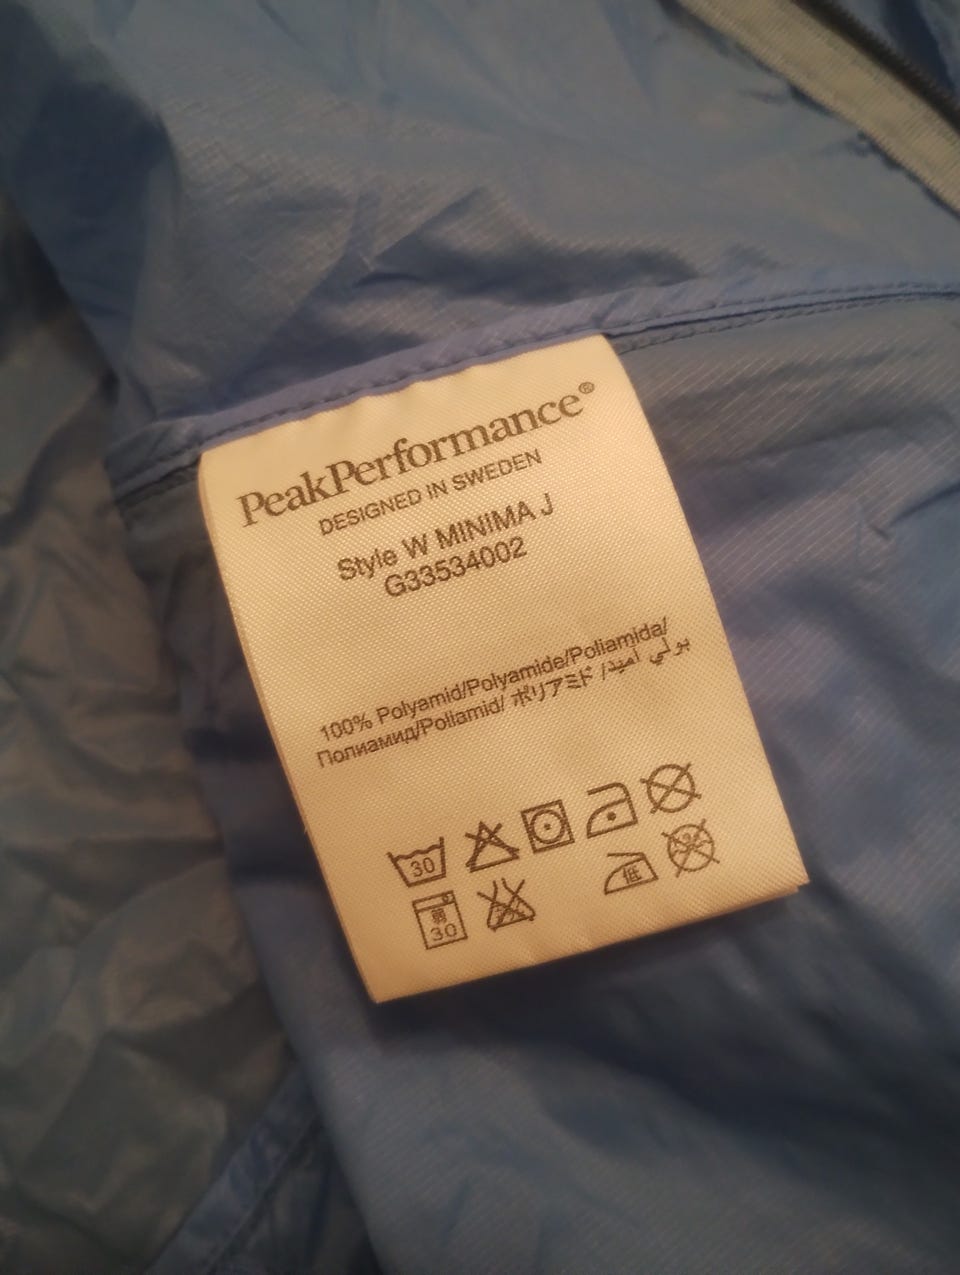 PeakPerformance®
DESIGNED IN SWEDEN
Style W MINIMA J
G33534002
100% Polyamid/Polyamide/Poliamida/
Полиамид/Poliamid/ ポリアミド /بولي أميد
30
弱
30
低